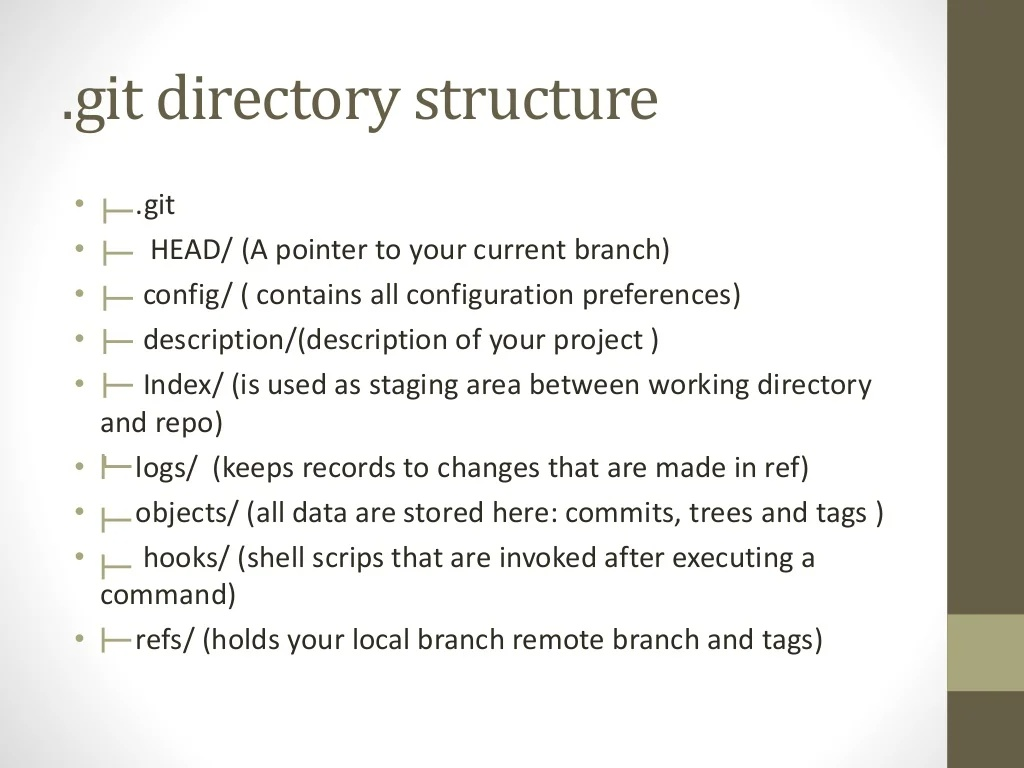 .git directory structure
• .git
• HEAD/ (A pointer to your current branch)
• config/ ( contains all configuration preferences)
• description/(description of your project )
• Index/ (is used as staging area between working directory
and repo)
• logs/ (keeps records to changes that are made in ref)
• objects/ (all data are stored here: commits, trees and tags )
• hooks/ (shell scrips that are invoked after executing a
command)
• refs/ (holds your local branch remote branch and tags)